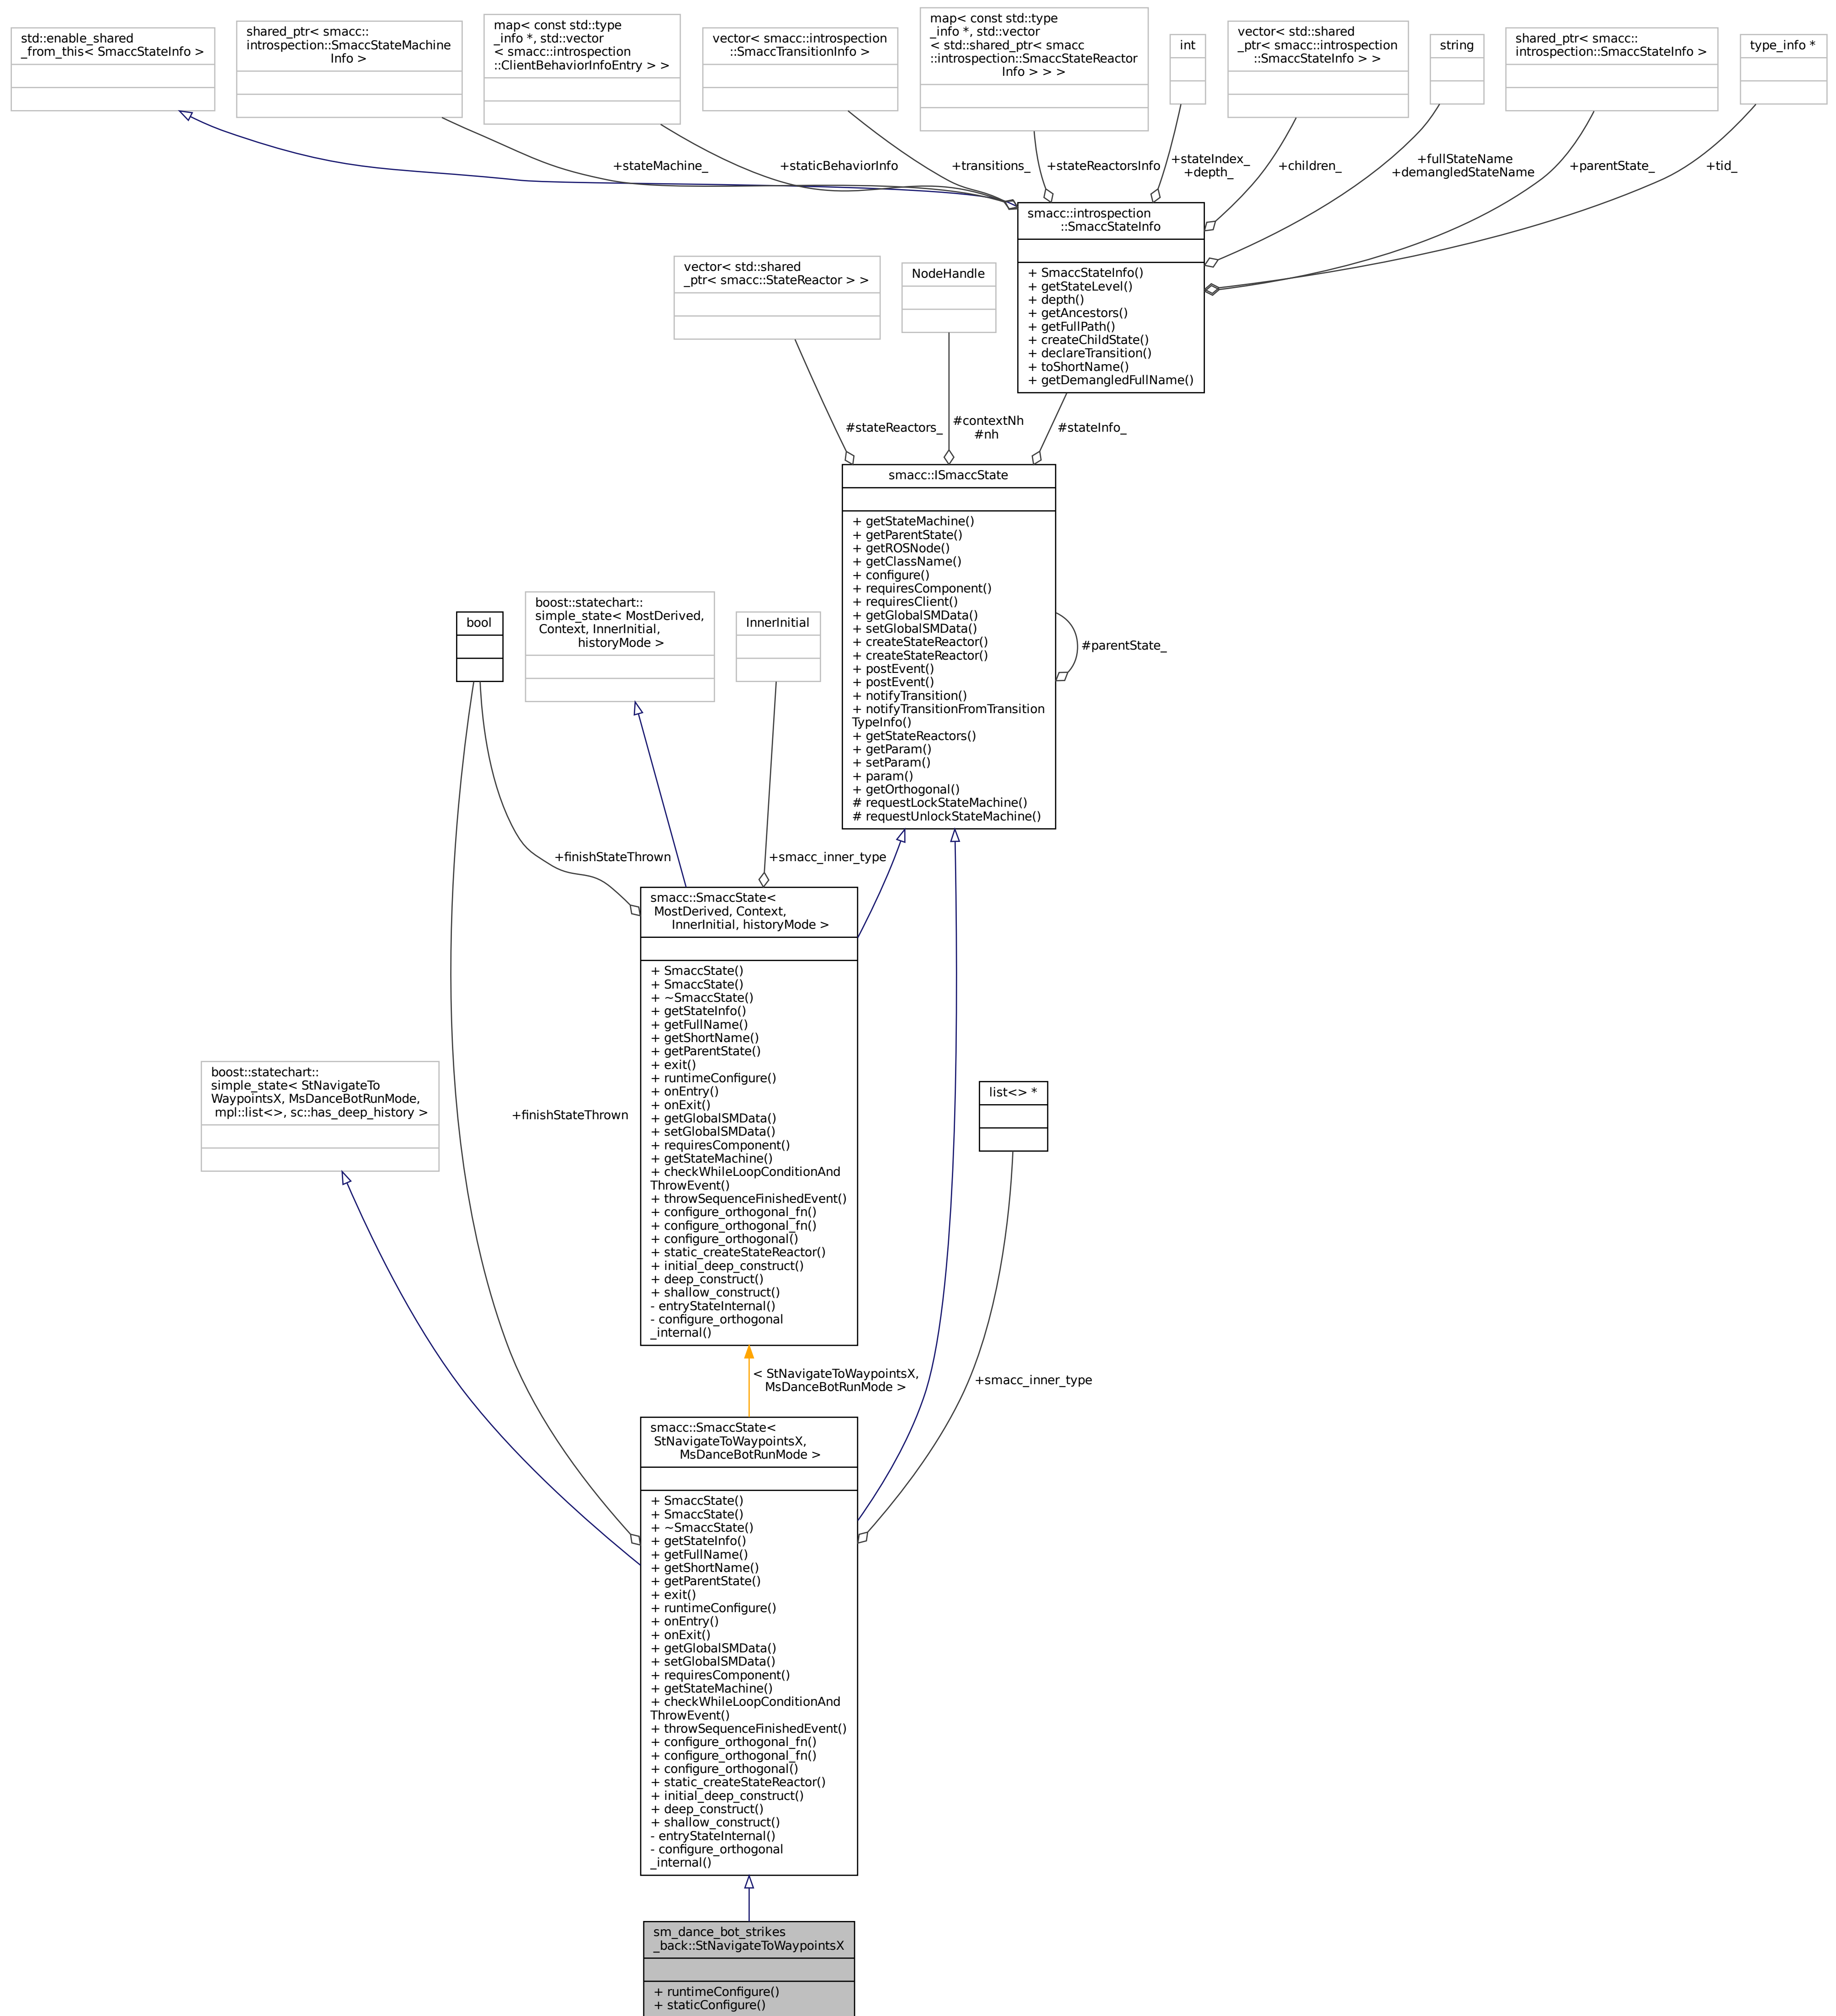 std::enable_shared
_from_this< SmaccStateInfo >
shared_ptr< smacc::
introspection::SmaccStateMachine
Info >
map< const std::type
_info *, std::vector
< smacc::introspection
::ClientBehaviorInfoEntry > >
vector< smacc::introspection
::SmaccTransitionInfo >
map< const std::type
_info *, std::vector
< std::shared_ptr< smacc
::introspection::SmaccStateReactor
Info > > >
int
vector< std::shared
_ptr< smacc::introspection
::SmaccStateInfo > >
string
shared_ptr< smacc::
introspection::SmaccStateInfo >
type_info *
+stateMachine_
+staticBehaviorInfo
+transitions_
+stateReactorsInfo
+stateIndex_
+depth_
+children_
+fullStateName
+demangledStateName
+parentState_
+tid_
smacc::introspection
::SmaccStateInfo
+ SmaccStateInfo()
+ getStateLevel()
+ depth()
+ getAncestors()
+ getFullPath()
+ createChildState()
+ declareTransition()
+ toShortName()
+ getDemangledFullName()
vector< std::shared
_ptr< smacc::StateReactor > >
NodeHandle
#stateReactors_
#contextNh
#nh
#stateInfo_
smacc::ISmaccState
+ getStateMachine()
+ getParentState()
+ getROSNode()
+ getClassName()
+ configure()
+ requiresComponent()
+ requiresClient()
+ getGlobalSMData()
+ setGlobalSMData()
+ createStateReactor()
+ createStateReactor()
+ postEvent()
+ postEvent()
+ notifyTransition()
+ notifyTransitionFromTransition
TypeInfo()
+ getStateReactors()
+ getParam()
+ setParam()
+ param()
+ getOrthogonal()
# requestLockStateMachine()
# requestUnlockStateMachine()
#parentState_
bool
boost::statechart::
simple_state< MostDerived,
Context, InnerInitial,
historyMode >
InnerInitial
+finishStateThrown
+smacc_inner_type
smacc::SmaccState<
MostDerived, Context,
InnerInitial, historyMode >
+ SmaccState()
+ SmaccState()
+ ~SmaccState()
+ getStateInfo()
+ getFullName()
+ getShortName()
+ getParentState()
+ exit()
+ runtimeConfigure()
+ onEntry()
+ onExit()
+ getGlobalSMData()
+ setGlobalSMData()
+ requiresComponent()
+ getStateMachine()
+ checkWhileLoopConditionAnd
ThrowEvent()
+ throwSequenceFinishedEvent()
+ configure_orthogonal_fn()
+ configure_orthogonal_fn()
+ configure_orthogonal()
+ static_createStateReactor()
+ initial_deep_construct()
+ deep_construct()
+ shallow_construct()
- entryStateInternal()
- configure_orthogonal
_internal()
boost::statechart::
simple_state< StNavigateTo
WaypointsX, MsDanceBotRunMode,
mpl::list<>, sc::has_deep_history >
+finishStateThrown
list<> *
< StNavigateToWaypointsX,
MsDanceBotRunMode >
+smacc_inner_type
smacc::SmaccState<
StNavigateToWaypointsX,
MsDanceBotRunMode >
+ SmaccState()
+ SmaccState()
+ ~SmaccState()
+ getStateInfo()
+ getFullName()
+ getShortName()
+ getParentState()
+ exit()
+ runtimeConfigure()
+ onEntry()
+ onExit()
+ getGlobalSMData()
+ setGlobalSMData()
+ requiresComponent()
+ getStateMachine()
+ checkWhileLoopConditionAnd
ThrowEvent()
+ throwSequenceFinishedEvent()
+ configure_orthogonal_fn()
+ configure_orthogonal_fn()
+ configure_orthogonal()
+ static_createStateReactor()
+ initial_deep_construct()
+ deep_construct()
+ shallow_construct()
- entryStateInternal()
- configure_orthogonal
_internal()
sm_dance_bot_strikes
_back::StNavigateToWaypointsX
+ runtimeConfigure()
+ staticConfigure()